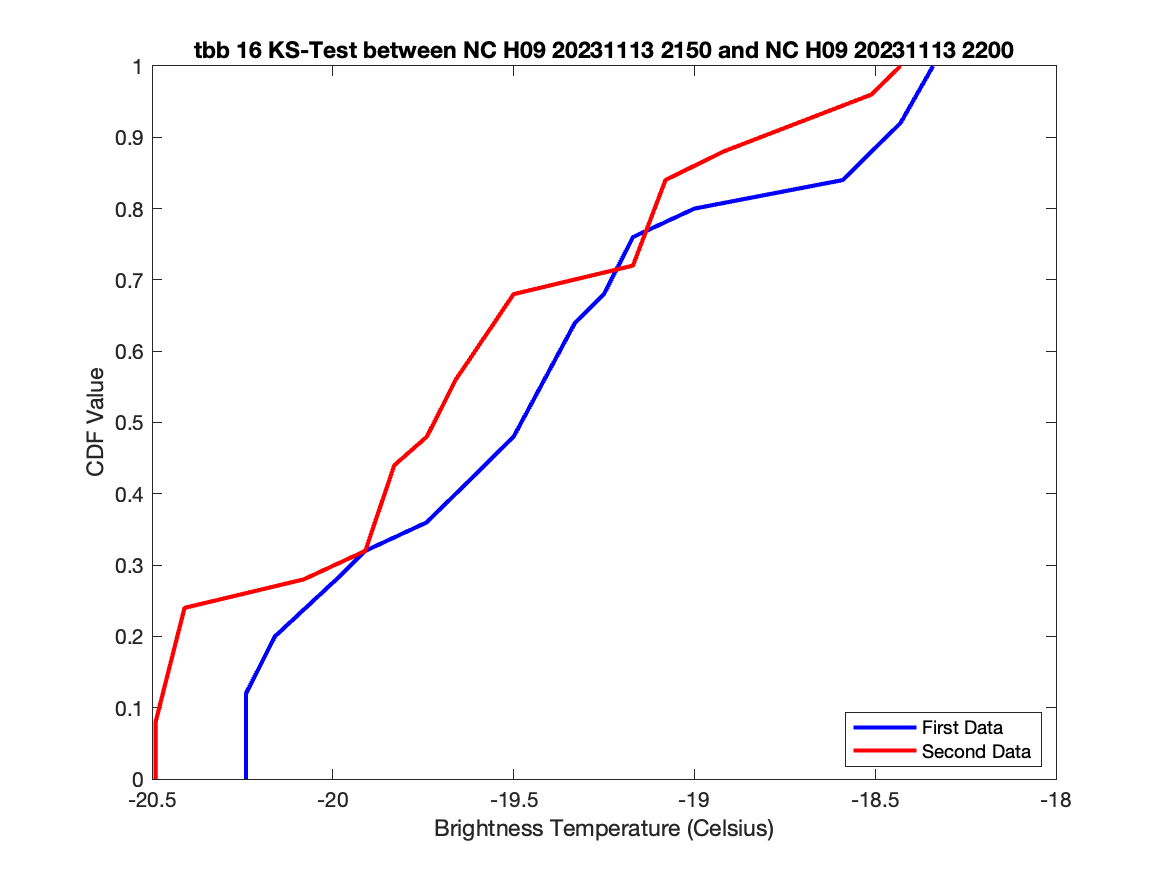 tbb 16 KS-Test between NC H09 20231113 2150 and NC H09 20231113 2200
1
0.9
0.8
0.7
0.6
0.5
0.4
0.3
0.2
0.1
0
CDF Value
First Data
Second Data
-20.5 -20 -19.5 -19 -18.5 -18
Brightness Temperature (Celsius)